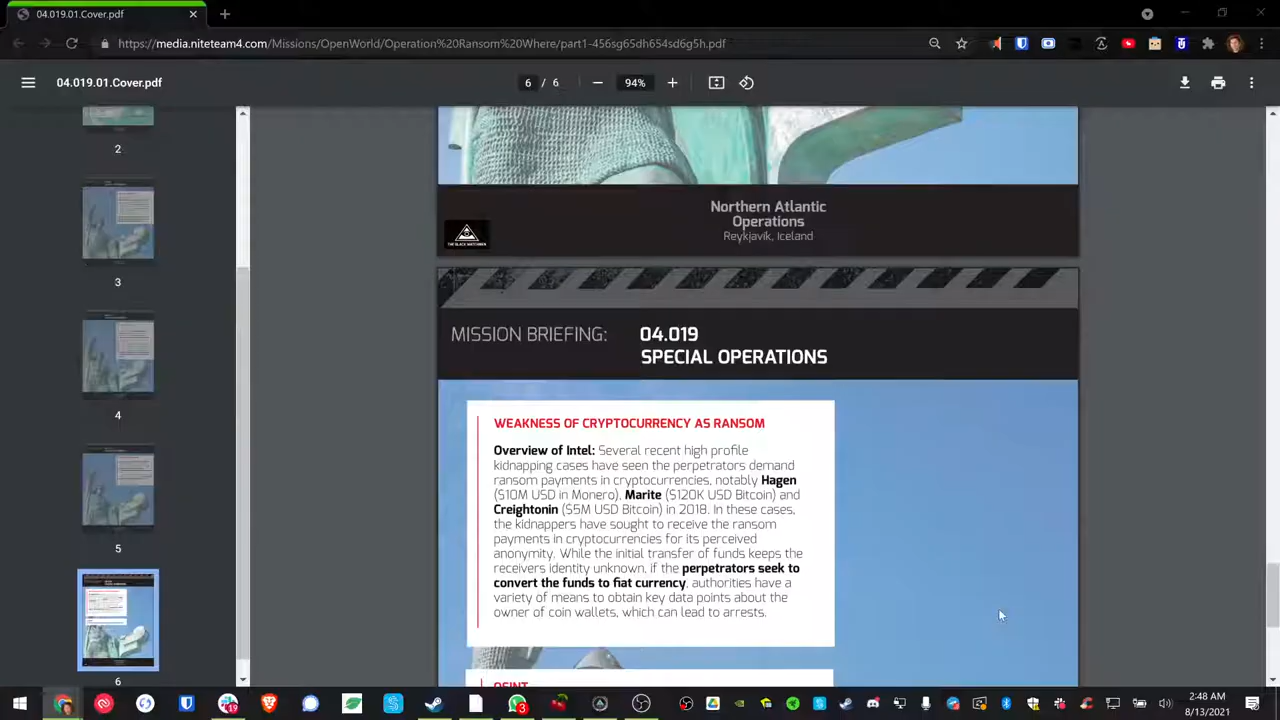 04.019.01.Cover.pdf
https://media.niteteam4.com/Missions/OpenWorld/Operation%20Ransom%20Where/part1-456sg65dh654sd6g5h.pdf
04.019.01.Cover.pdf
6 / 6
94%
2
3
4
5
6
Northern Atlantic
Operations
Reykjavík, Iceland
THE BLACK WATCHMEN
MISSION BRIEFING: 04.019
SPECIAL OPERATIONS
WEAKNESS OF CRYPTOCURRENCY AS RANSOM
Overview of Intel: Several recent high profile
kidnapping cases have seen the perpetrators demand
ransom payments in cryptocurrencies, notably Hagen
($10M USD in Monero), Marite ($120K USD Bitcoin) and
Creightonin ($5M USD Bitcoin) in 2018. In these cases,
the kidnappers have sought to receive the ransom
payments in cryptocurrencies for its perceived
anonymity. While the initial transfer of funds keeps the
receivers identity unknown, if the perpetrators seek to
convert the funds to fiat currency, authorities have a
variety of means to obtain key data points about the
owner of coin wallets, which can lead to arrests.
OSINT
19
3
2:48 AM
8/13/2021